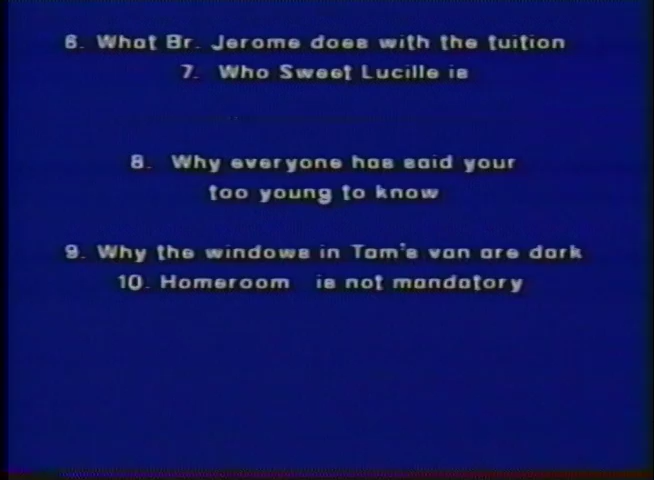 6. What Br. Jerome does with the tuition
7. Who Sweet Lucille is
8. Why everyone has said your
too young to know
9. Why the windows in Tom's van are dark
10. Homeroom is not mandatory